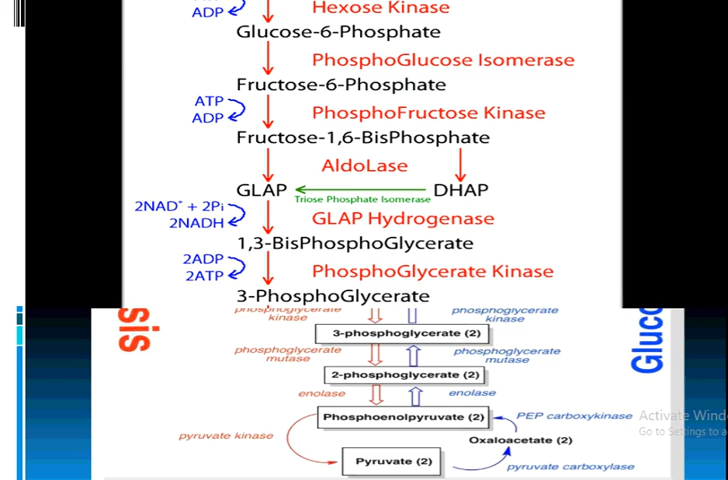 ADP
Hexose Kinase
Glucose-6-Phosphate
PhosphoGlucose Isomerase
Fructose-6-Phosphate
ATP
ADP
PhosphoFructose Kinase
Fructose-1,6-BisPhosphate
AldoLase
GLAP
DHAP
Triose Phosphate Isomerase
2NAD+ + 2Pi
2NADH
GLAP Hydrogenase
1,3-BisPhosphoGlycerate
2ADP
2ATP
PhosphoGlycerate Kinase
3-PhosphoGlycerate
sis
Gluco
phosphoglycerate
kinase
phosphoglycerate
kinase
3-phosphoglycerate (2)
phosphoglycerate
mutase
phosphoglycerate
mutase
2-phosphoglycerate (2)
enolase
enolase
Phosphoenolpyruvate (2)
PEP carboxykinase
Activate Wind
Go to Settings to a
pyruvate kinase
Oxaloacetate (2)
Pyruvate (2)
pyruvate carboxylase